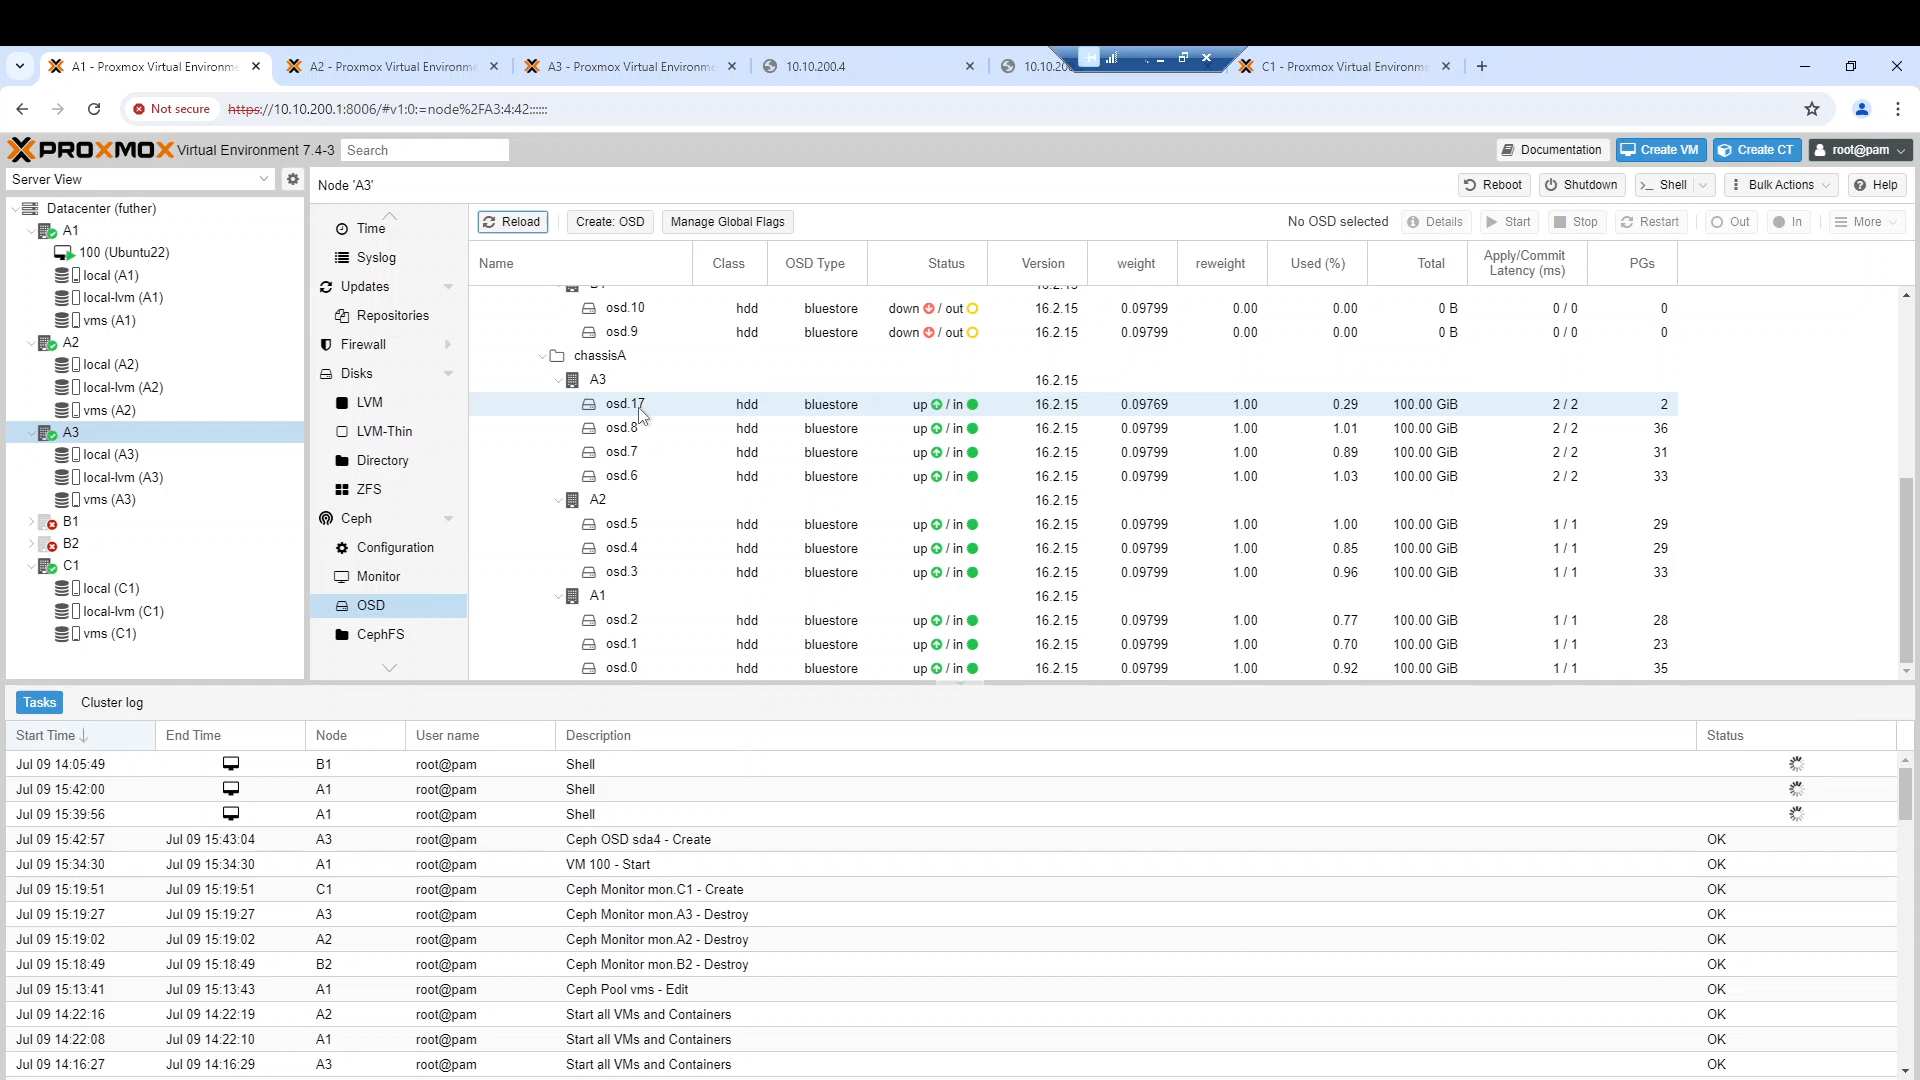 A1 - Proxmox Virtual Environme
A2 - Proxmox Virtual Environm
A3 - Proxmox Virtual Environm
10.10.200.4
10.10.20
C1 - Proxmox Virtual Environme
Not secure
https://10.10.200.1:8006/#v1:0:=node%2FA3:4:42::::::
PROXMOX Virtual Environment 7.4-3
Search
Documentation
Create VM
Create CT
root@pam
Server View
Node 'A3'
Reboot
Shutdown
Shell
Bulk Actions
Help
Datacenter (futher)
A1
100 (Ubuntu22)
local (A1)
local-lvm (A1)
vms (A1)
A2
local (A2)
local-lvm (A2)
vms (A2)
A3
local (A3)
local-lvm (A3)
vms (A3)
B1
B2
C1
local (C1)
local-lvm (C1)
vms (C1)
Time
Syslog
Updates
Repositories
Firewall
Disks
LVM
LVM-Thin
Directory
ZFS
Ceph
Configuration
Monitor
OSD
CephFS
Reload
Create: OSD
Manage Global Flags
No OSD selected
Details
Start
Stop
Restart
Out
In
More
Name Class OSD Type Status Version weight reweight Used (%) Total Apply/Commit Latency (ms) PGs
B1 16.2.15
osd.10 hdd bluestore down / out 16.2.15 0.09799 0.00 0.00 0 B 0 / 0 0
osd.9 hdd bluestore down / out 16.2.15 0.09799 0.00 0.00 0 B 0 / 0 0
chassisA
A3 16.2.15
osd.17 hdd bluestore up / in 16.2.15 0.09769 1.00 0.29 100.00 GiB 2 / 2 2
osd.8 hdd bluestore up / in 16.2.15 0.09799 1.00 1.01 100.00 GiB 2 / 2 36
osd.7 hdd bluestore up / in 16.2.15 0.09799 1.00 0.89 100.00 GiB 2 / 2 31
osd.6 hdd bluestore up / in 16.2.15 0.09799 1.00 1.03 100.00 GiB 2 / 2 33
A2 16.2.15
osd.5 hdd bluestore up / in 16.2.15 0.09799 1.00 1.00 100.00 GiB 1 / 1 29
osd.4 hdd bluestore up / in 16.2.15 0.09799 1.00 0.85 100.00 GiB 1 / 1 29
osd.3 hdd bluestore up / in 16.2.15 0.09799 1.00 0.96 100.00 GiB 1 / 1 33
A1 16.2.15
osd.2 hdd bluestore up / in 16.2.15 0.09799 1.00 0.77 100.00 GiB 1 / 1 28
osd.1 hdd bluestore up / in 16.2.15 0.09799 1.00 0.70 100.00 GiB 1 / 1 23
osd.0 hdd bluestore up / in 16.2.15 0.09799 1.00 0.92 100.00 GiB 1 / 1 35
Tasks
Cluster log
Start Time End Time Node User name Description Status
Jul 09 14:05:49 B1 root@pam Shell
Jul 09 15:42:00 A1 root@pam Shell
Jul 09 15:39:56 A1 root@pam Shell
Jul 09 15:42:57 Jul 09 15:43:04 A3 root@pam Ceph OSD sda4 - Create OK
Jul 09 15:34:30 Jul 09 15:34:30 A1 root@pam VM 100 - Start OK
Jul 09 15:19:51 Jul 09 15:19:51 C1 root@pam Ceph Monitor mon.C1 - Create OK
Jul 09 15:19:27 Jul 09 15:19:27 A3 root@pam Ceph Monitor mon.A3 - Destroy OK
Jul 09 15:19:02 Jul 09 15:19:02 A2 root@pam Ceph Monitor mon.A2 - Destroy OK
Jul 09 15:18:49 Jul 09 15:18:49 B2 root@pam Ceph Monitor mon.B2 - Destroy OK
Jul 09 15:13:41 Jul 09 15:13:43 A1 root@pam Ceph Pool vms - Edit OK
Jul 09 14:22:16 Jul 09 14:22:19 A2 root@pam Start all VMs and Containers OK
Jul 09 14:22:08 Jul 09 14:22:10 A1 root@pam Start all VMs and Containers OK
Jul 09 14:16:27 Jul 09 14:16:29 A3 root@pam Start all VMs and Containers OK